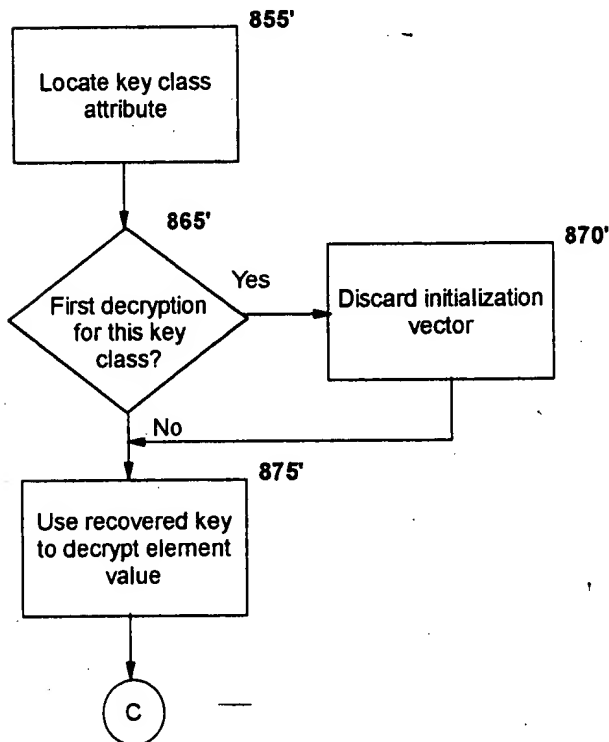 855'
Locate key class
attribute
865'
First decryption
for this key
class?
Yes
870'
Discard initialization
vector
No
875'
Use recovered key
to decrypt element
value
C